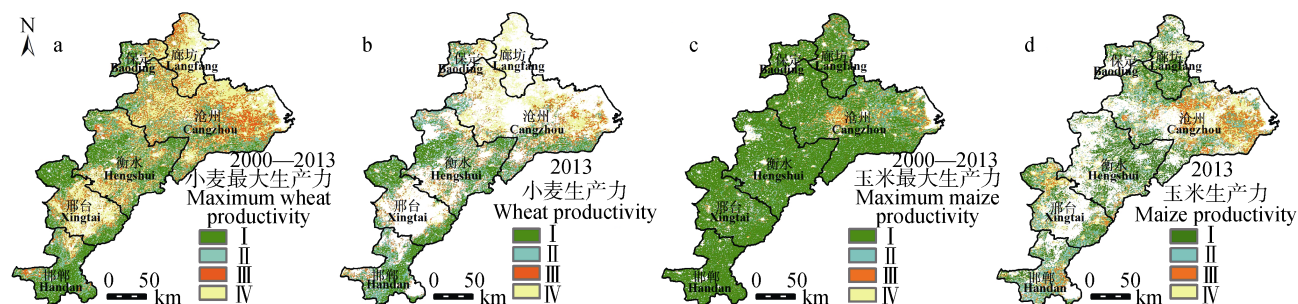 N
a
保定
Baoding
廊坊
Langfang
沧州
Cangzhou
衡水
Hengshui
邢台
Xingtai
邯郸
Handan
2000—2013
小麦最大生产力
Maximum wheat
productivity
I
II
III
IV
0 50
km
b
保定
Baoding
廊坊
Langfang
沧州
Cangzhou
衡水
Hengshui
邢台
Xingtai
邯郸
Handan
2013
小麦生产力
Wheat productivity
I
II
III
IV
0 50
km
c
保定
Baoding
廊坊
Langfang
沧州
Cangzhou
衡水
Hengshui
邢台
Xingtai
邯郸
Handan
2000—2013
玉米最大生产力
Maximum maize
productivity
I
II
III
IV
0 50
km
d
保定
Baoding
廊坊
Langfang
沧州
Cangzhou
衡水
Hengshui
邢台
Xingtai
邯郸
Handan
2013
玉米生产力
Maize productivity
I
II
III
IV
0 50
km